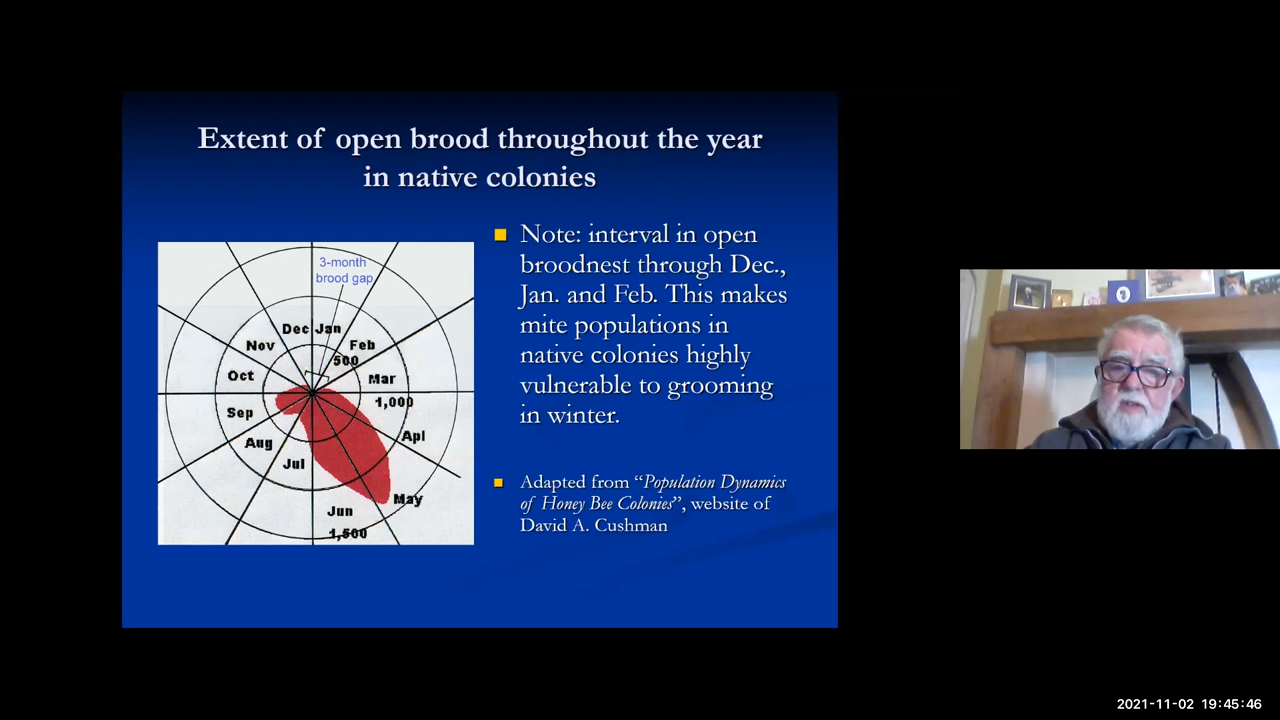 Extent of open brood throughout the year
in native colonies
3-month
brood gap
Dec Jan
Nov
Feb
500
Oct
Mar
1,000
Sep
Apl
Aug
Jul
May
Jun
1,500
Note: interval in open
broodnest through Dec.,
Jan. and Feb. This makes
mite populations in
native colonies highly
vulnerable to grooming
in winter.
Adapted from “Population Dynamics
of Honey Bee Colonies”, website of
David A. Cushman
2021-11-02 19:45:46